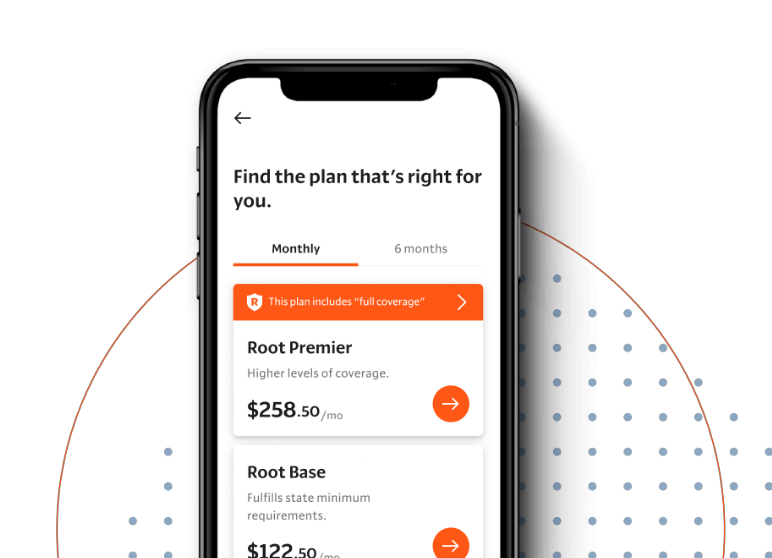 Find the plan that's right for
you.
Monthly 6 months
R This plan includes “full coverage”
Root Premier
Higher levels of coverage.
$258.50/mo
Root Base
Fulfills state minimum
requirements.
$122.50/mo